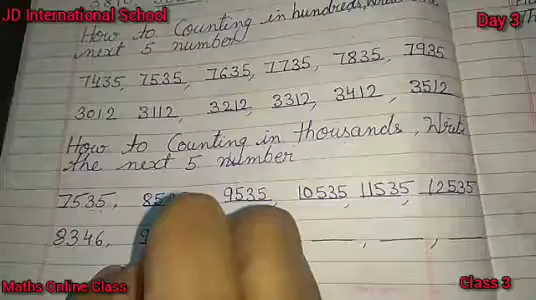 JD International School
Day 3
How to Counting in hundreds,
next 5 number
7435, 7535, 7635, 7735, 7835, 7935
3012 3112, 3212, 3312, 3412, 3512
How to Counting in thousands, Write
the next 5 number
7535, 9535, 10535, 11535, 12535
8346,
Maths Online Class
Class 3